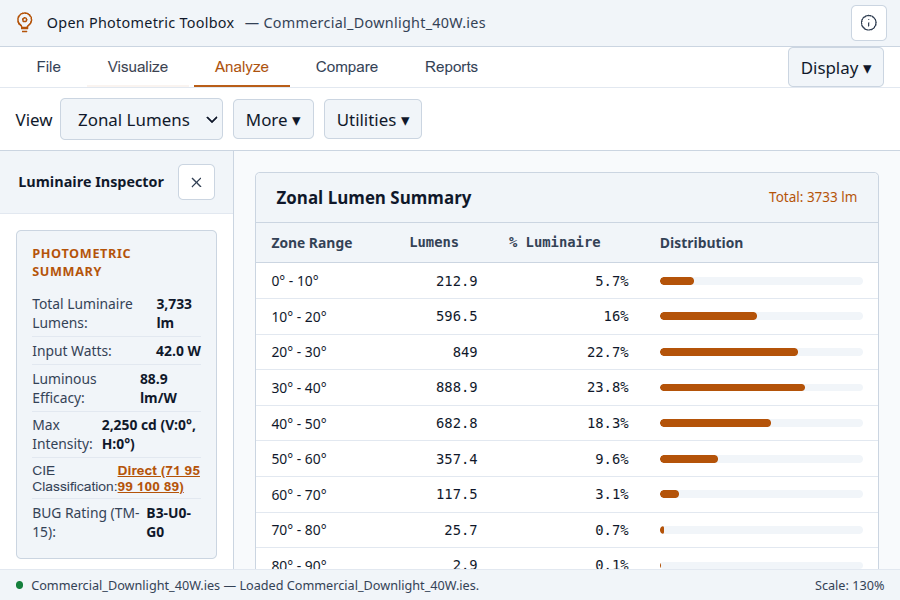 Open Photometric Toolbox — Commercial_Downlight_40W.ies
File Visualize Analyze Compare Reports Display ▾
View Zonal Lumens More ▾ Utilities ▾
Luminaire Inspector
PHOTOMETRIC
SUMMARY
Total Luminaire Lumens: 3,733 lm
Input Watts: 42.0 W
Luminous Efficacy: 88.9 lm/W
Max Intensity: 2,250 cd (V:0°, H:0°)
CIE Classification: Direct (71 95 99 100 89)
BUG Rating (TM-15): B3-U0-G0
Zonal Lumen Summary Total: 3733 lm
Zone Range Lumens % Luminaire Distribution
0° - 10° 212.9 5.7%
10° - 20° 596.5 16%
20° - 30° 849 22.7%
30° - 40° 888.9 23.8%
40° - 50° 682.8 18.3%
50° - 60° 357.4 9.6%
60° - 70° 117.5 3.1%
70° - 80° 25.7 0.7%
80° - 90° 2.9 0.1%
Commercial_Downlight_40W.ies — Loaded Commercial_Downlight_40W.ies. Scale: 130%